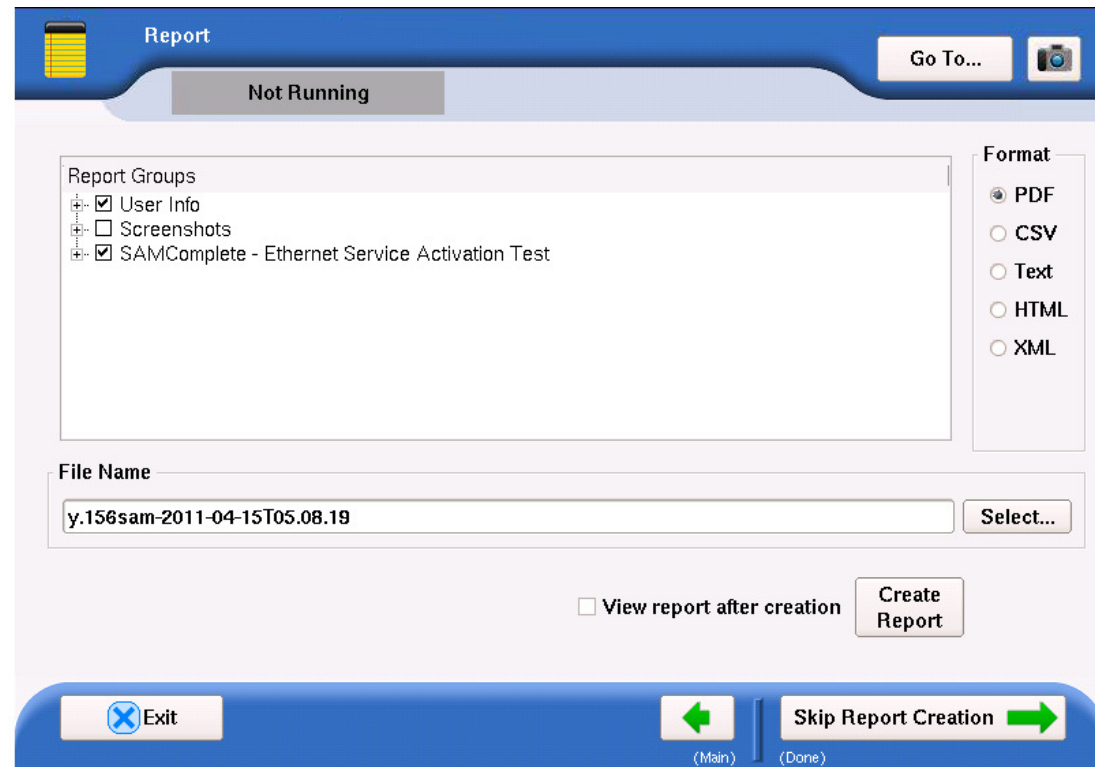 Report
Go To...
Not Running
Report Groups
User Info
Screenshots
SAMComplete - Ethernet Service Activation Test
Format
PDF
CSV
Text
HTML
XML
File Name
y.156sam-2011-04-15T05.08.19
Select...
View report after creation
Create
Report
Exit
(Main)
Skip Report Creation
(Done)